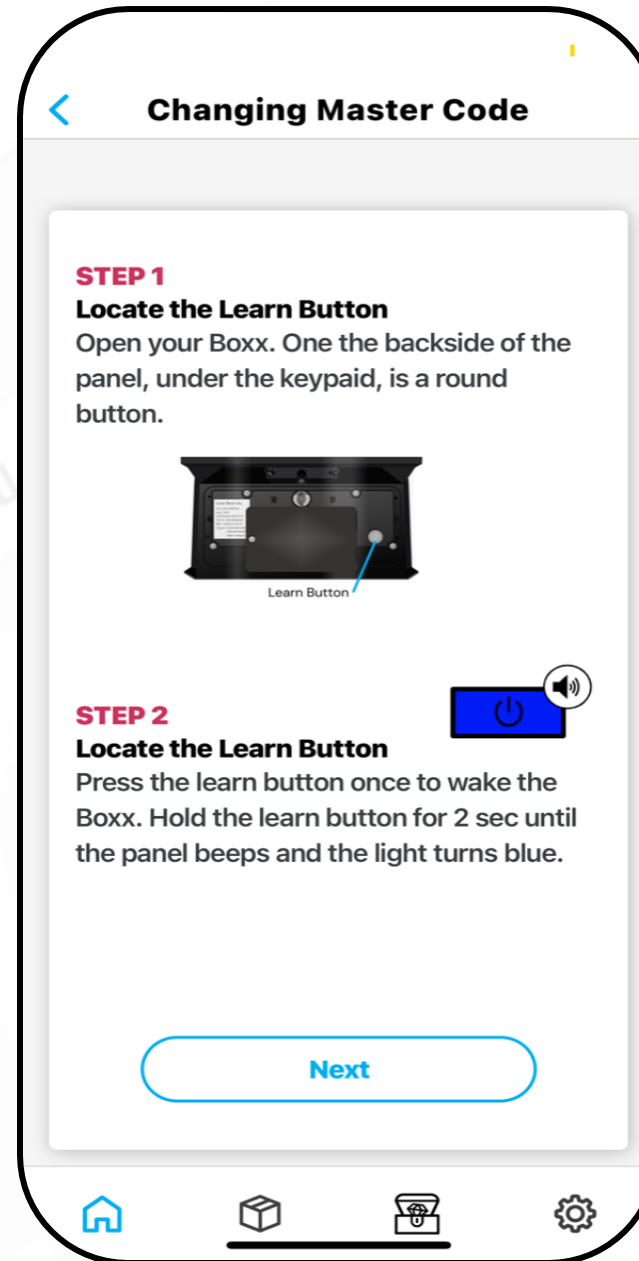 Changing Master Code
STEP 1
Locate the Learn Button
Open your Boxx. One the backside of the
panel, under the keypaid, is a round
button.
Learn Button
STEP 2
Locate the Learn Button
Press the learn button once to wake the
Boxx. Hold the learn button for 2 sec until
the panel beeps and the light turns blue.
Next